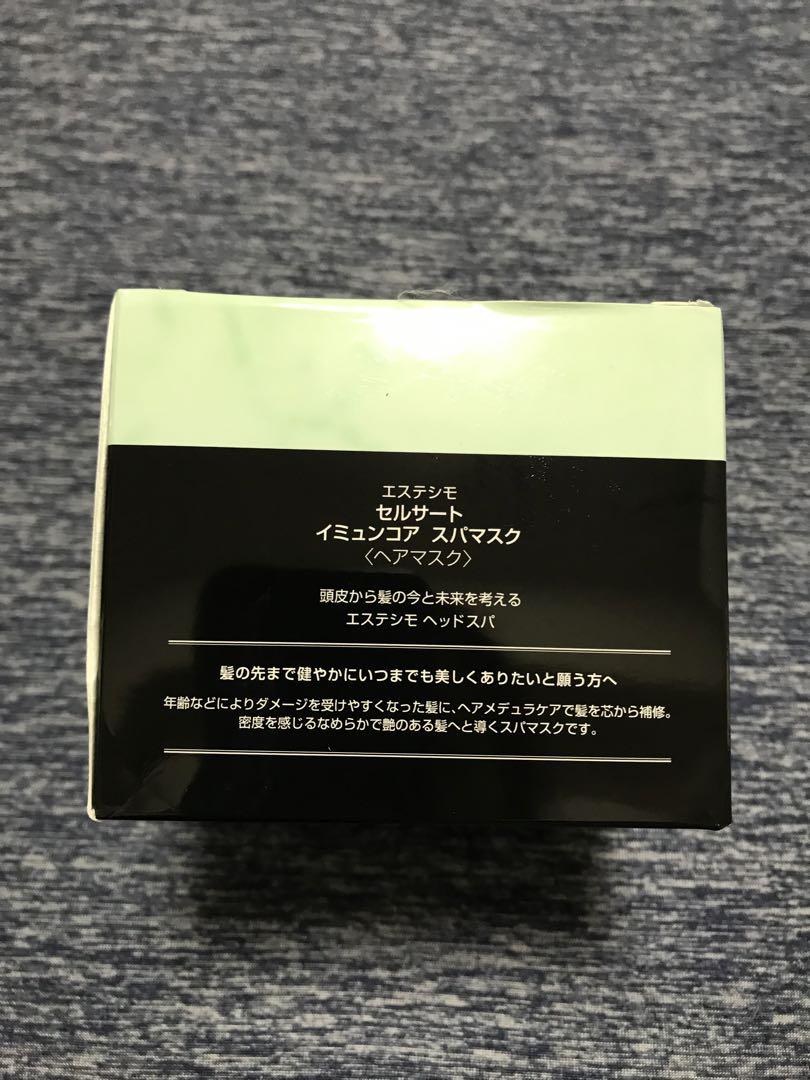 エステシモ
セルサート
イミュンコア スパマスク
〈ヘアマスク〉
頭皮から髪の今と未来を考える
エステシモ ヘッドスパ
髪の先まで健やかにいつまでも美しくありたいと願う方へ
年齢などによりダメージを受けやすくなった髪に、ヘアメデュラケアで髪を芯から補修。
密度を感じるなめらかで艶のある髪へと導くスパマスクです。